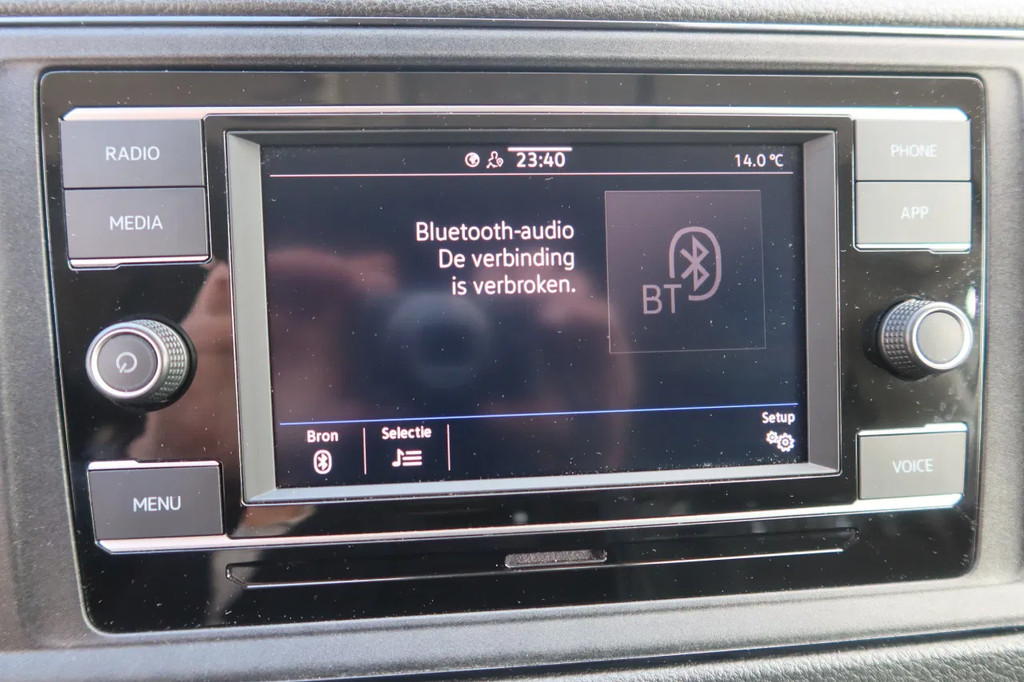 RADIO
MEDIA
MENU
23:40
14.0 °C
Bluetooth-audio
De verbinding
is verbroken.
BT
Bron
Selectie
Setup
PHONE
APP
VOICE